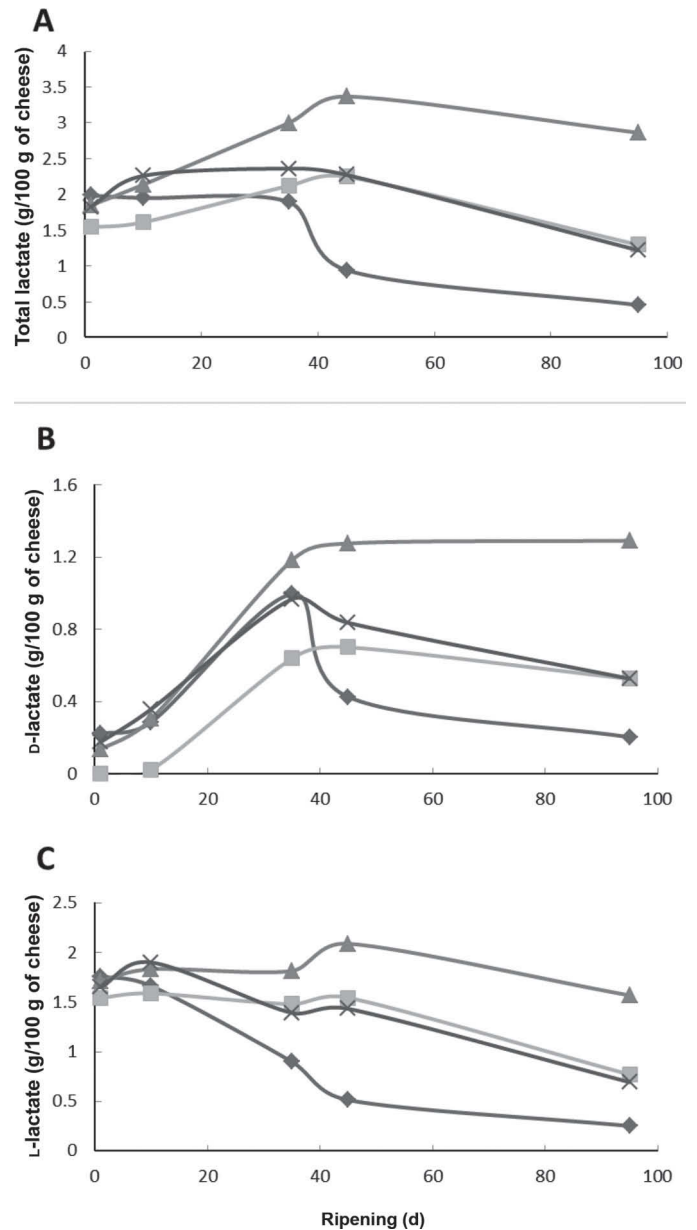 A
Total lactate (g/100 g of cheese)
4
3.5
3
2.5
2
1.5
1
0.5
0
0 20 40 60 80 100
B
D-lactate (g/100 g of cheese)
1.6
1.2
0.8
0.4
0
0 20 40 60 80 100
C
L-lactate (g/100 g of cheese)
2.5
2
1.5
1
0.5
0
0 20 40 60 80 100
Ripening (d)